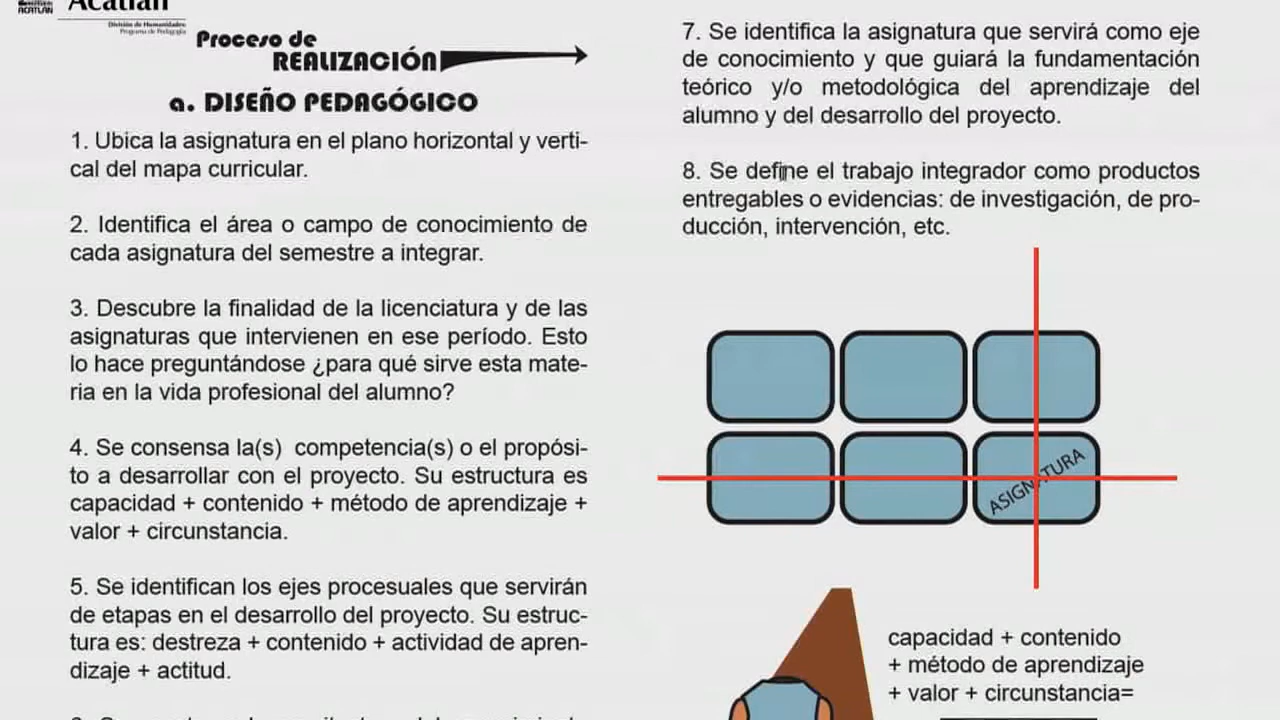 ACATLÁN
Acatlán
División de Humanidades
Programa de Pedagogía
Proceso de
REALIZACIÓN
a. DISEÑO PEDAGÓGICO
1. Ubica la asignatura en el plano horizontal y verti-
cal del mapa curricular.
2. Identifica el área o campo de conocimiento de
cada asignatura del semestre a integrar.
3. Descubre la finalidad de la licenciatura y de las
asignaturas que intervienen en ese período. Esto
lo hace preguntándose ¿para qué sirve esta mate-
ria en la vida profesional del alumno?
4. Se consensa la(s) competencia(s) o el propósi-
to a desarrollar con el proyecto. Su estructura es
capacidad + contenido + método de aprendizaje +
valor + circunstancia.
5. Se identifican los ejes procesuales que servirán
de etapas en el desarrollo del proyecto. Su estruc-
tura es: destreza + contenido + actividad de apren-
dizaje + actitud.
7. Se identifica la asignatura que servirá como eje
de conocimiento y que guiará la fundamentación
teórico y/o metodológica del aprendizaje del
alumno y del desarrollo del proyecto.
8. Se define el trabajo integrador como productos
entregables o evidencias: de investigación, de pro-
ducción, intervención, etc.
ASIGNATURA
capacidad + contenido
+ método de aprendizaje
+ valor + circunstancia=